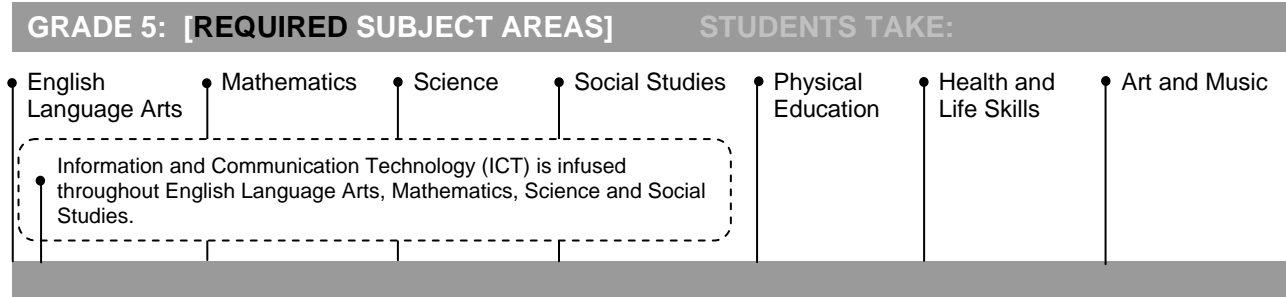 GRADE 5: [REQUIRED SUBJECT AREAS] STUDENTS TAKE:
English
Language Arts
Mathematics
Science
Social Studies
Physical
Education
Health and
Life Skills
Art and Music
Information and Communication Technology (ICT) is infused
throughout English Language Arts, Mathematics, Science and Social
Studies.